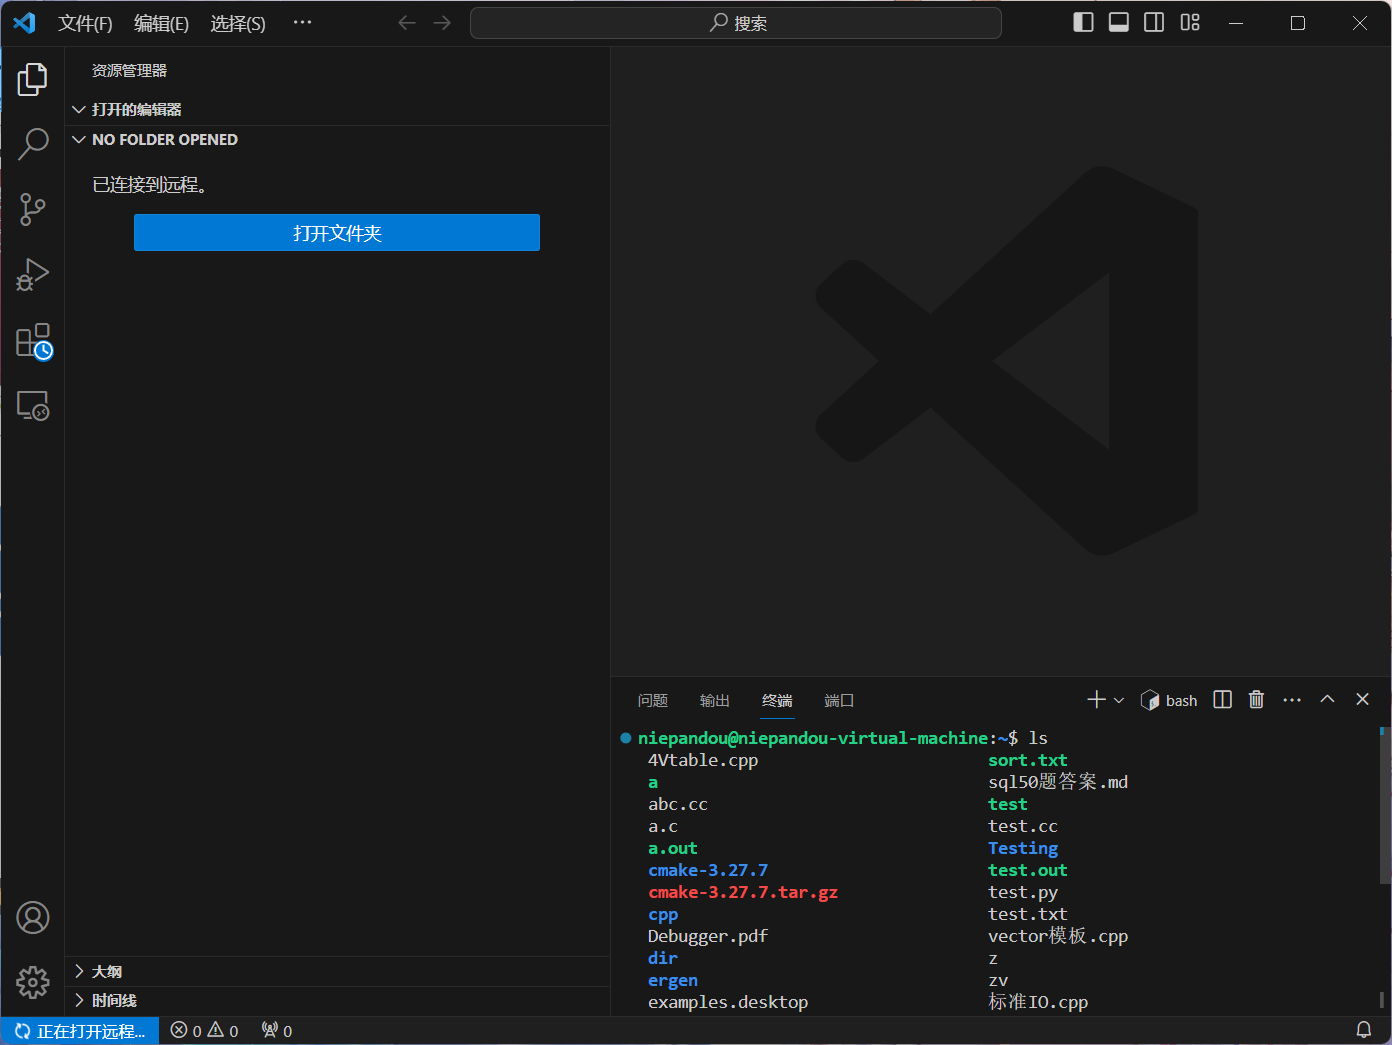 文件(F) 编辑(E) 选择(S) ··· 搜索
资源管理器
打开的编辑器
NO FOLDER OPENED
已连接到远程。
打开文件夹
大纲
时间线
问题 输出 终端 端口 bash
niepandou@niepandou-virtual-machine:~$ ls
4Vtable.cpp sort.txt
a sql50题答案.md
abc.cc test
a.c test.cc
a.out Testing
cmake-3.27.7 test.out
cmake-3.27.7.tar.gz test.py
cpp test.txt
Debugger.pdf vector模板.cpp
dir z
ergen zv
examples.desktop 标准IO.cpp
正在打开远程... 0 0 0